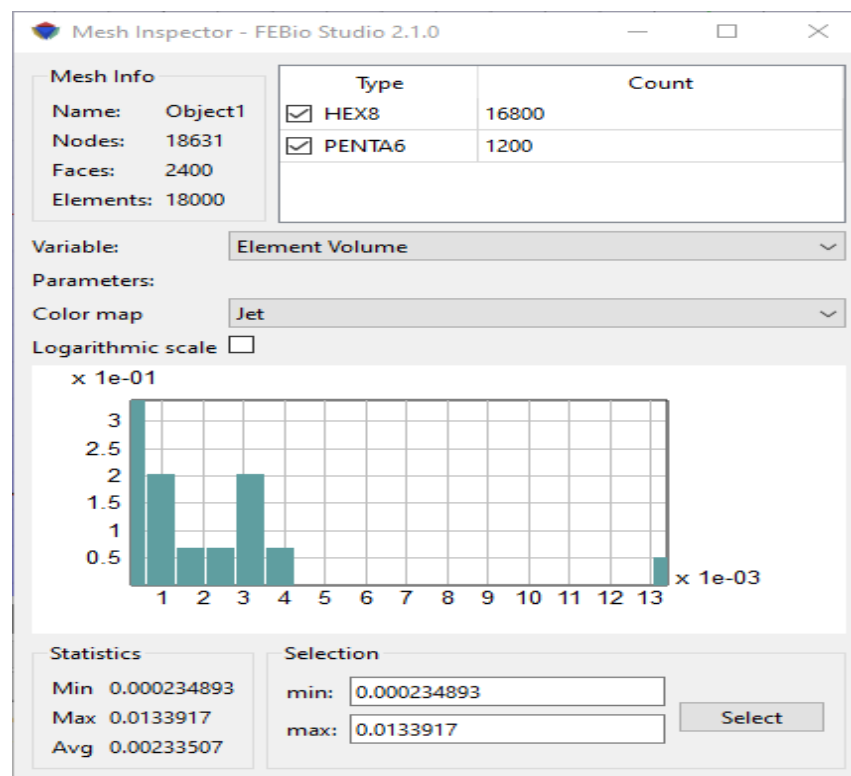 Mesh Inspector - FEBio Studio 2.1.0
Mesh Info
Name: Object1
Nodes: 18631
Faces: 2400
Elements: 18000
Type Count
HEX8 16800
PENTA6 1200
Variable: Element Volume
Parameters:
Color map Jet
Logarithmic scale
x 1e-01
3
2.5
2
1.5
1
0.5
x 1e-03
1 2 3 4 5 6 7 8 9 10 11 12 13
Statistics
Min 0.000234893
Max 0.0133917
Avg 0.00233507
Selection
min: 0.000234893
max: 0.0133917
Select